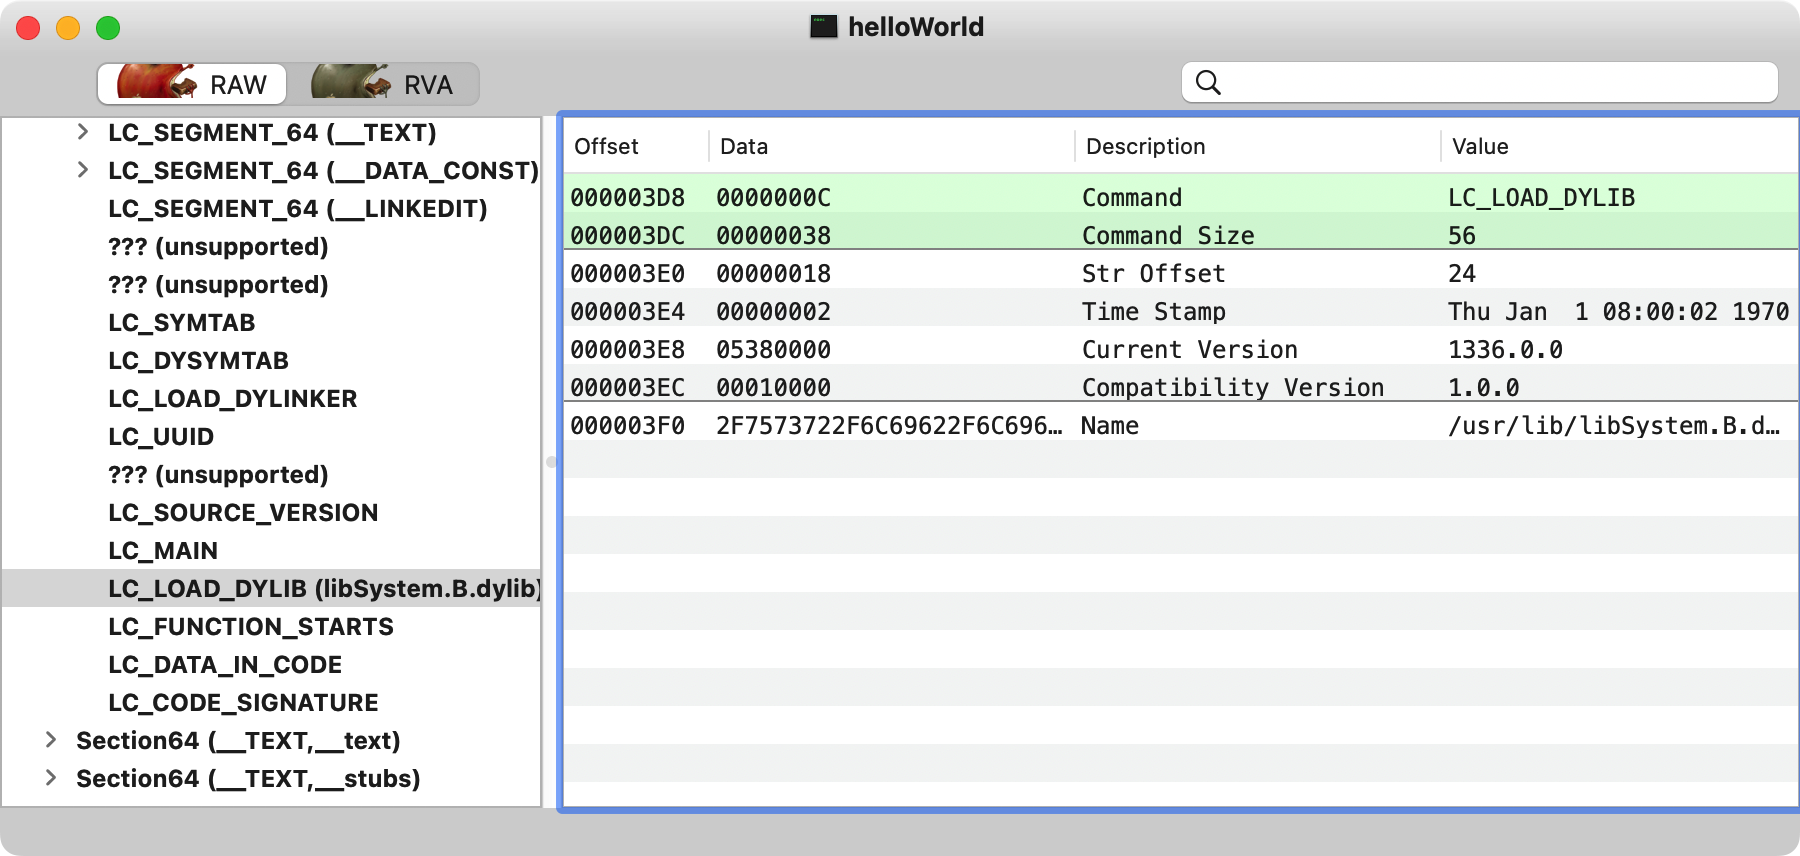 helloWorld
RAW RVA
LC_SEGMENT_64 (__TEXT)
LC_SEGMENT_64 (__DATA_CONST)
LC_SEGMENT_64 (__LINKEDIT)
??? (unsupported)
??? (unsupported)
LC_SYMTAB
LC_DYSYMTAB
LC_LOAD_DYLINKER
LC_UUID
??? (unsupported)
LC_SOURCE_VERSION
LC_MAIN
LC_LOAD_DYLIB (libSystem.B.dylib)
LC_FUNCTION_STARTS
LC_DATA_IN_CODE
LC_CODE_SIGNATURE
Section64 (__TEXT,__text)
Section64 (__TEXT,__stubs)
Offset Data Description Value
000003D8 0000000C Command LC_LOAD_DYLIB
000003DC 00000038 Command Size 56
000003E0 00000018 Str Offset 24
000003E4 00000002 Time Stamp Thu Jan  1 08:00:02 1970
000003E8 05380000 Current Version 1336.0.0
000003EC 00010000 Compatibility Version 1.0.0
000003F0 2F7573722F6C69622F6C696… Name /usr/lib/libSystem.B.d…